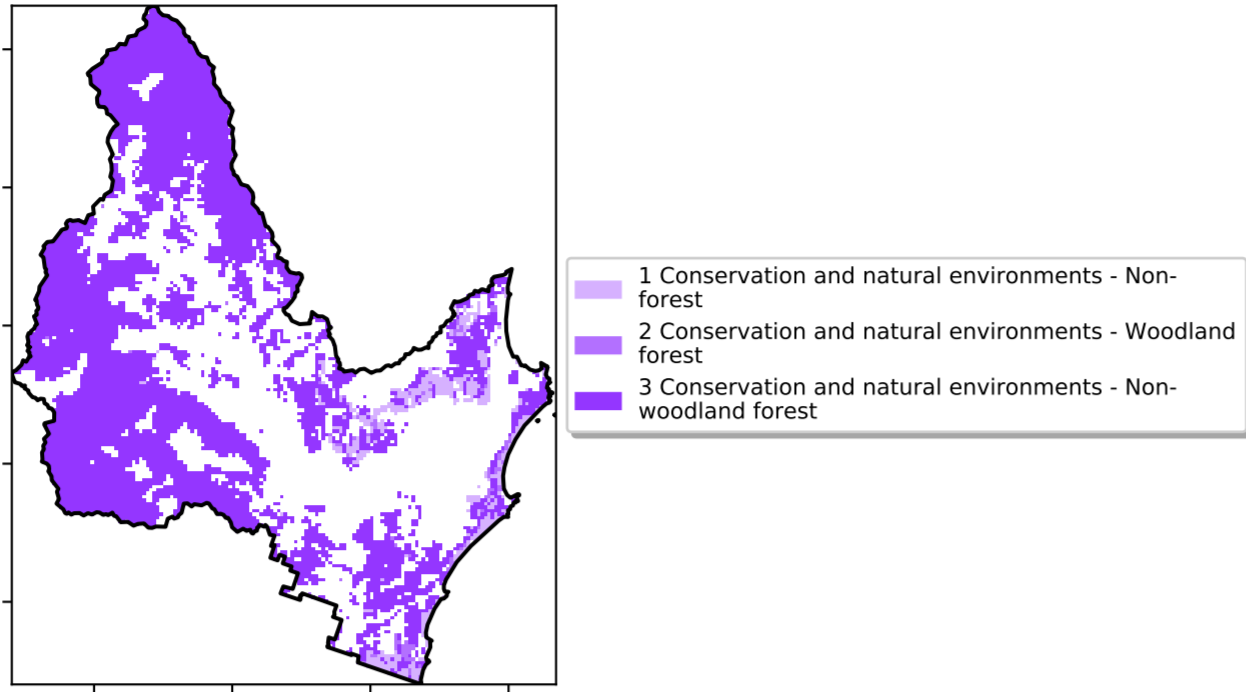 1 Conservation and natural environments - Non-
forest
2 Conservation and natural environments - Woodland
forest
3 Conservation and natural environments - Non-
woodland forest